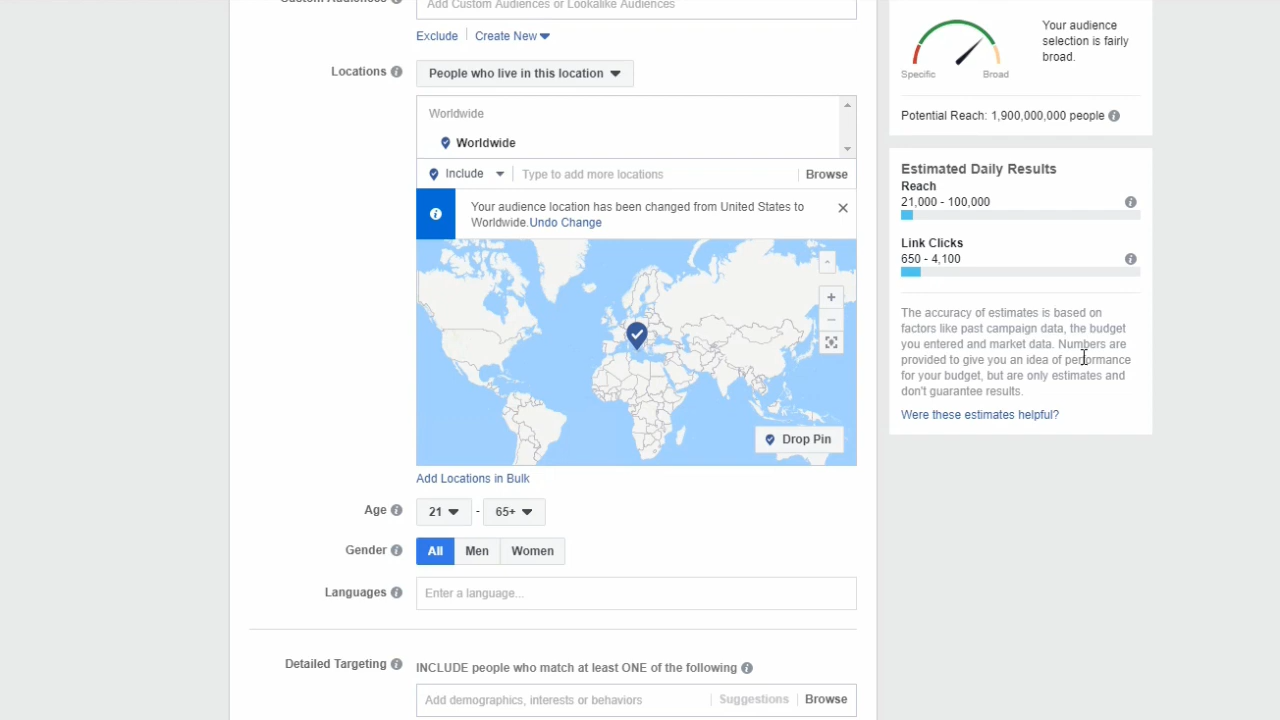 Custom Audiences
Add Custom Audiences or Lookalike Audiences
Exclude
Create New
Locations
People who live in this location
Worldwide
Worldwide
Include
Type to add more locations
Browse
Your audience location has been changed from United States to
Worldwide.Undo Change
Drop Pin
Add Locations in Bulk
Age
21
-
65+
Gender
All
Men
Women
Languages
Enter a language...
Detailed Targeting
INCLUDE people who match at least ONE of the following
Add demographics, interests or behaviors
Suggestions
Browse
Specific
Broad
Your audience
selection is fairly
broad.
Potential Reach: 1,900,000,000 people
Estimated Daily Results
Reach
21,000 - 100,000
Link Clicks
650 - 4,100
The accuracy of estimates is based on
factors like past campaign data, the budget
you entered and market data. Numbers are
provided to give you an idea of performance
for your budget, but are only estimates and
don't guarantee results.
Were these estimates helpful?